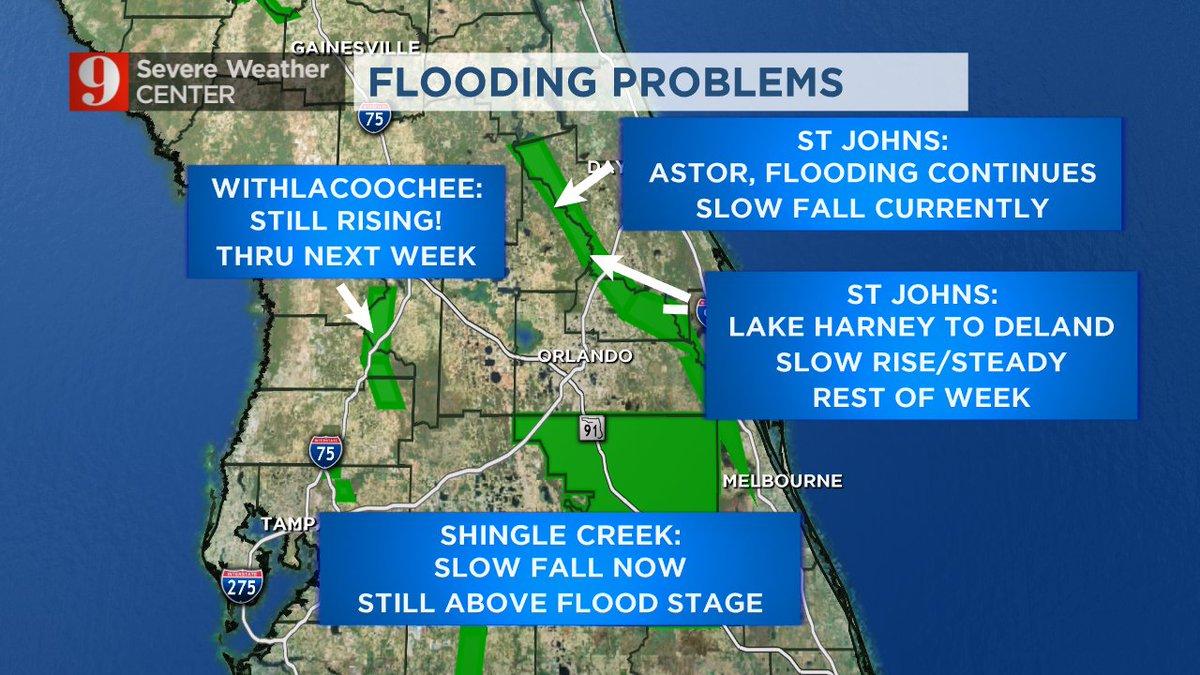 GAINESVILLE
9 Severe Weather
CENTER
FLOODING PROBLEMS
75
ST JOHNS:
ASTOR, FLOODING CONTINUES
SLOW FALL CURRENTLY
WITHLACOOCHEE:
STILL RISING!
THRU NEXT WEEK
ST JOHNS:
LAKE HARNEY TO DELAND
SLOW RISE/STEADY
REST OF WEEK
ORLANDO
91
INTERSTATE
75
MELBOURNE
TAMP
SHINGLE CREEK:
SLOW FALL NOW
STILL ABOVE FLOOD STAGE
INTERSTATE
275